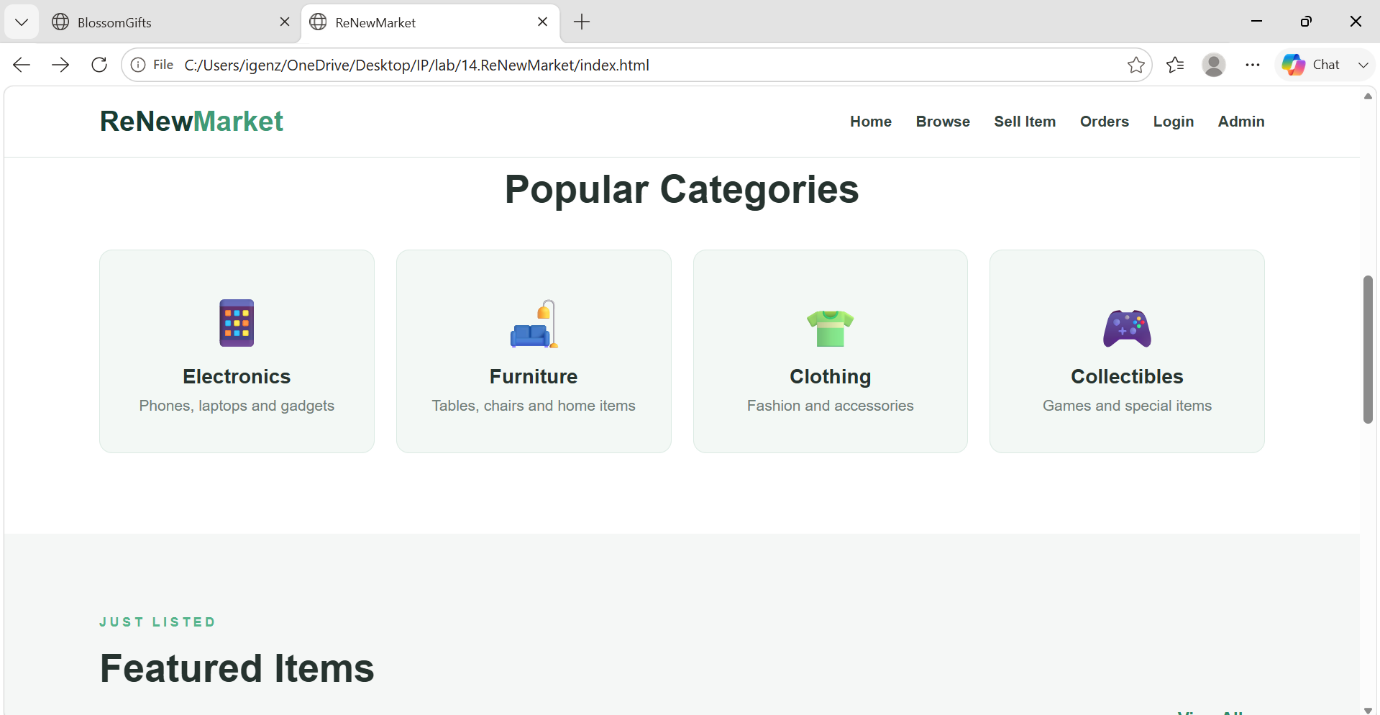 BlossomGifts
ReNewMarket
File C:/Users/igenz/OneDrive/Desktop/IP/lab/14.ReNewMarket/index.html
Chat
ReNewMarket
Home Browse Sell Item Orders Login Admin
Popular Categories
Electronics
Phones, laptops and gadgets
Furniture
Tables, chairs and home items
Clothing
Fashion and accessories
Collectibles
Games and special items
JUST LISTED
Featured Items
View All